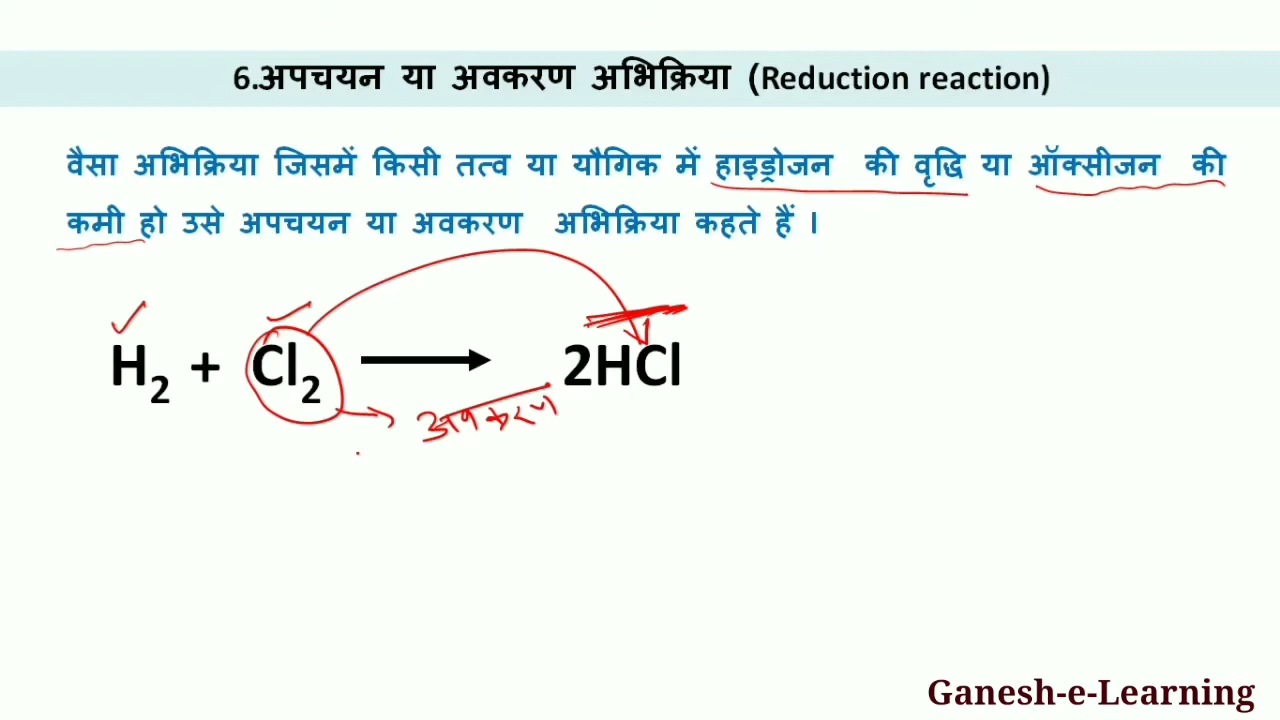 6.अपचयन या अवकरण अभिक्रिया (Reduction reaction)
वैसा अभिक्रिया जिसमें किसी तत्व या यौगिक में हाइड्रोजन की वृद्धि या ऑक्सीजन की
कमी हो उसे अपचयन या अवकरण अभिक्रिया कहते हैं ।
H₂ + Cl₂ ⟶ 2HCl
अवकरण
Ganesh-e-Learning